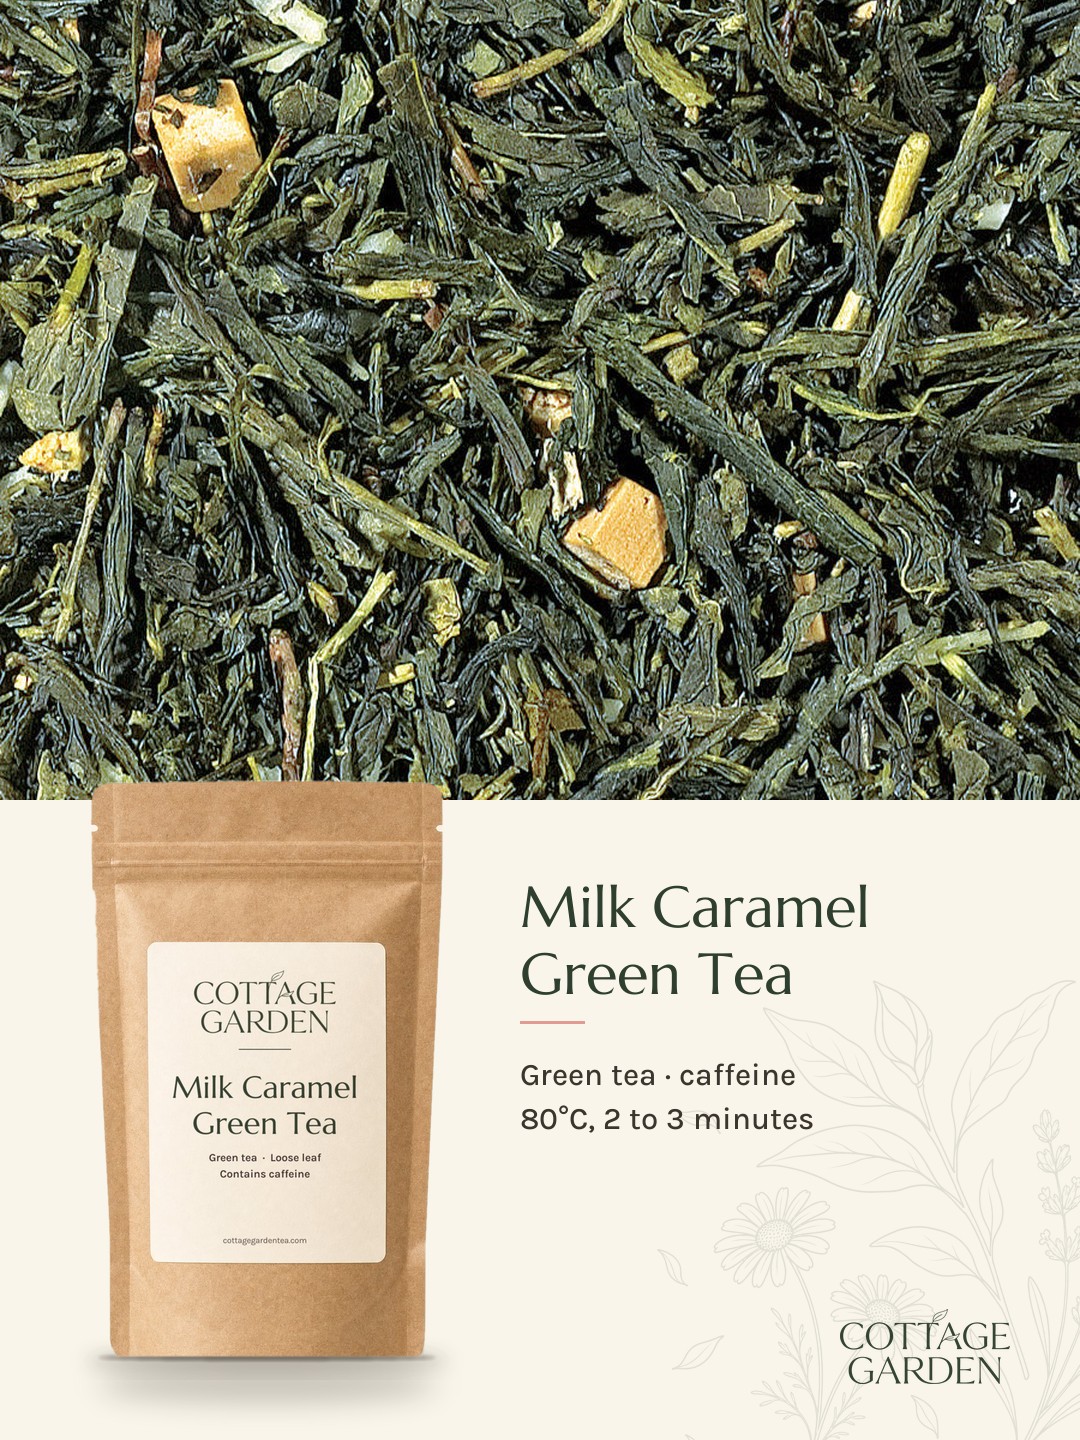 COTTAGE
GARDEN
Milk Caramel
Green Tea
Green tea · Loose leaf
Contains caffeine
cottagegardentea.com
Milk Caramel
Green Tea
Green tea · caffeine
80°C, 2 to 3 minutes
COTTAGE
GARDEN